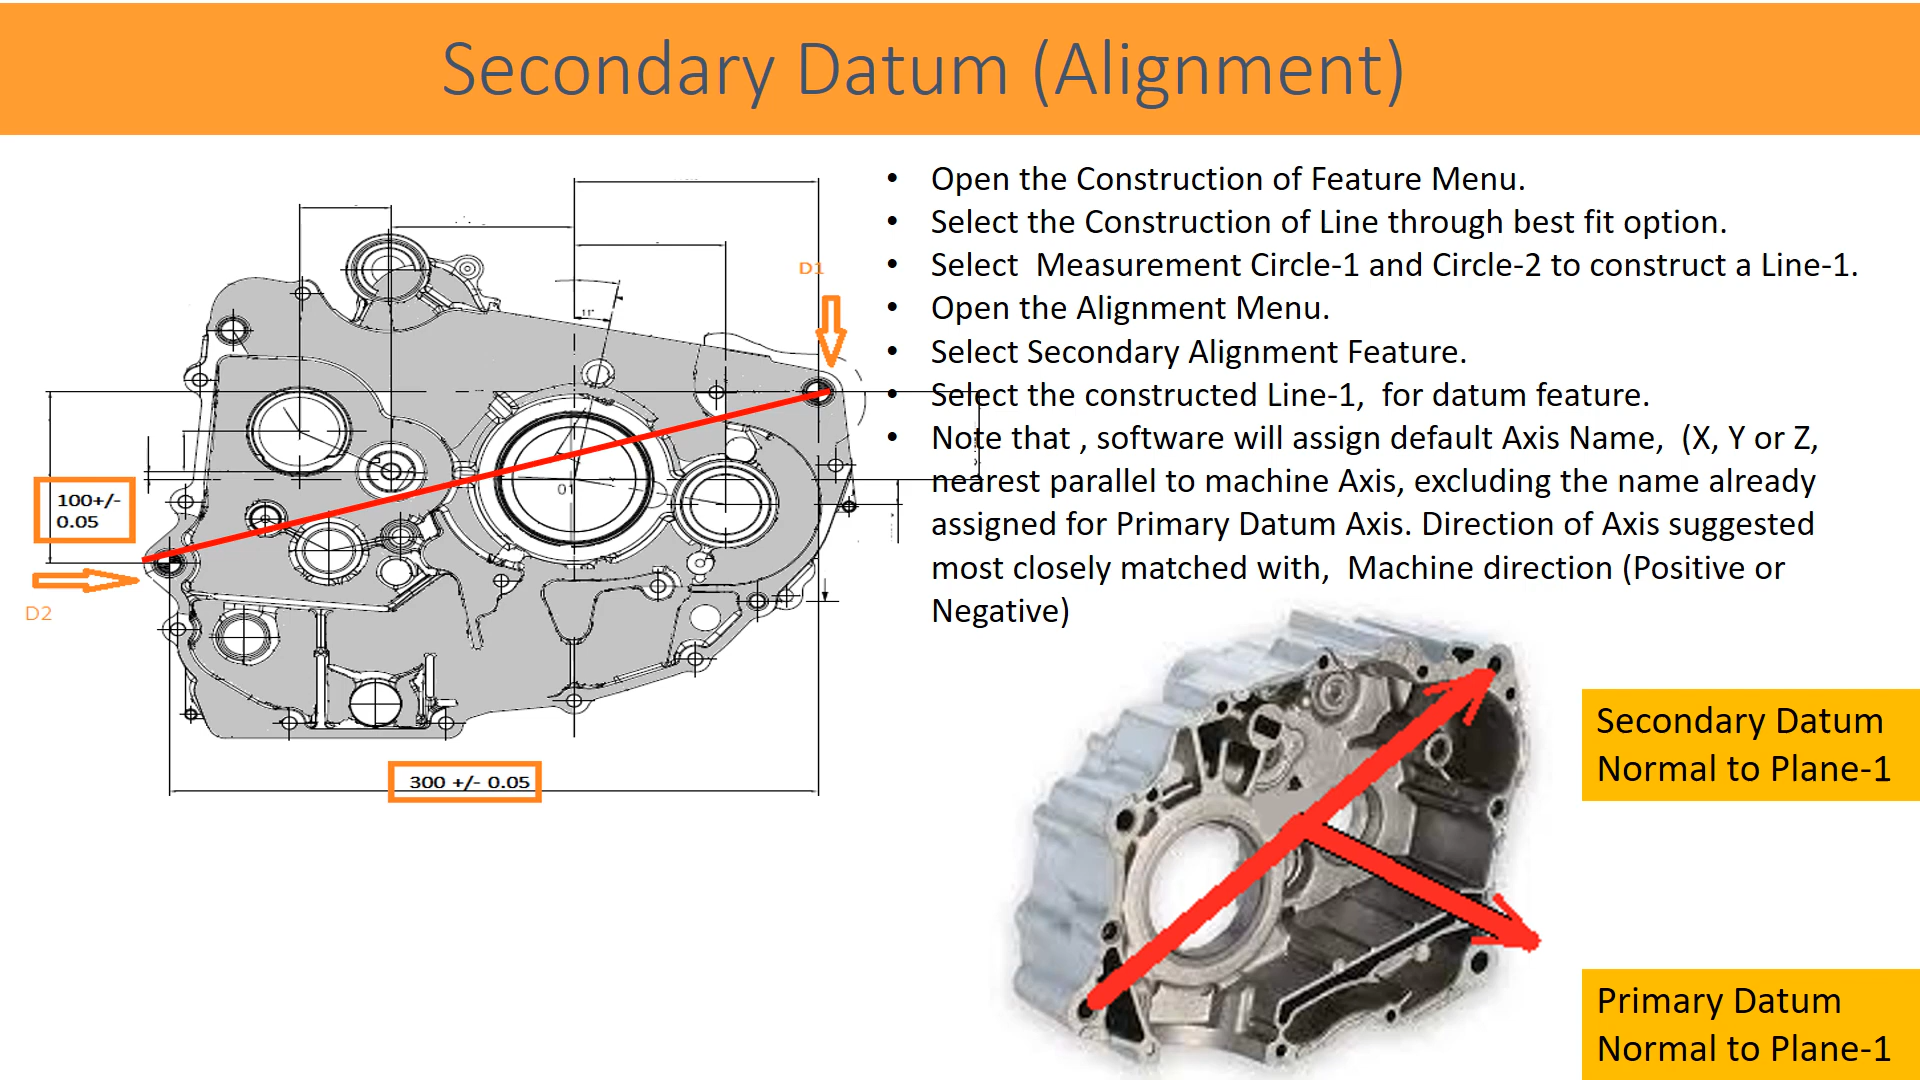 Secondary Datum (Alignment)
• Open the Construction of Feature Menu.
• Select the Construction of Line through best fit option.
• Select Measurement Circle-1 and Circle-2 to construct a Line-1.
• Open the Alignment Menu.
• Select Secondary Alignment Feature.
• Select the constructed Line-1, for datum feature.
• Note that , software will assign default Axis Name, (X, Y or Z,
nearest parallel to machine Axis, excluding the name already
assigned for Primary Datum Axis. Direction of Axis suggested
most closely matched with, Machine direction (Positive or
Negative)
D1
11°
01
100+/-
0.05
D2
300 +/- 0.05
Secondary Datum
Normal to Plane-1
Primary Datum
Normal to Plane-1